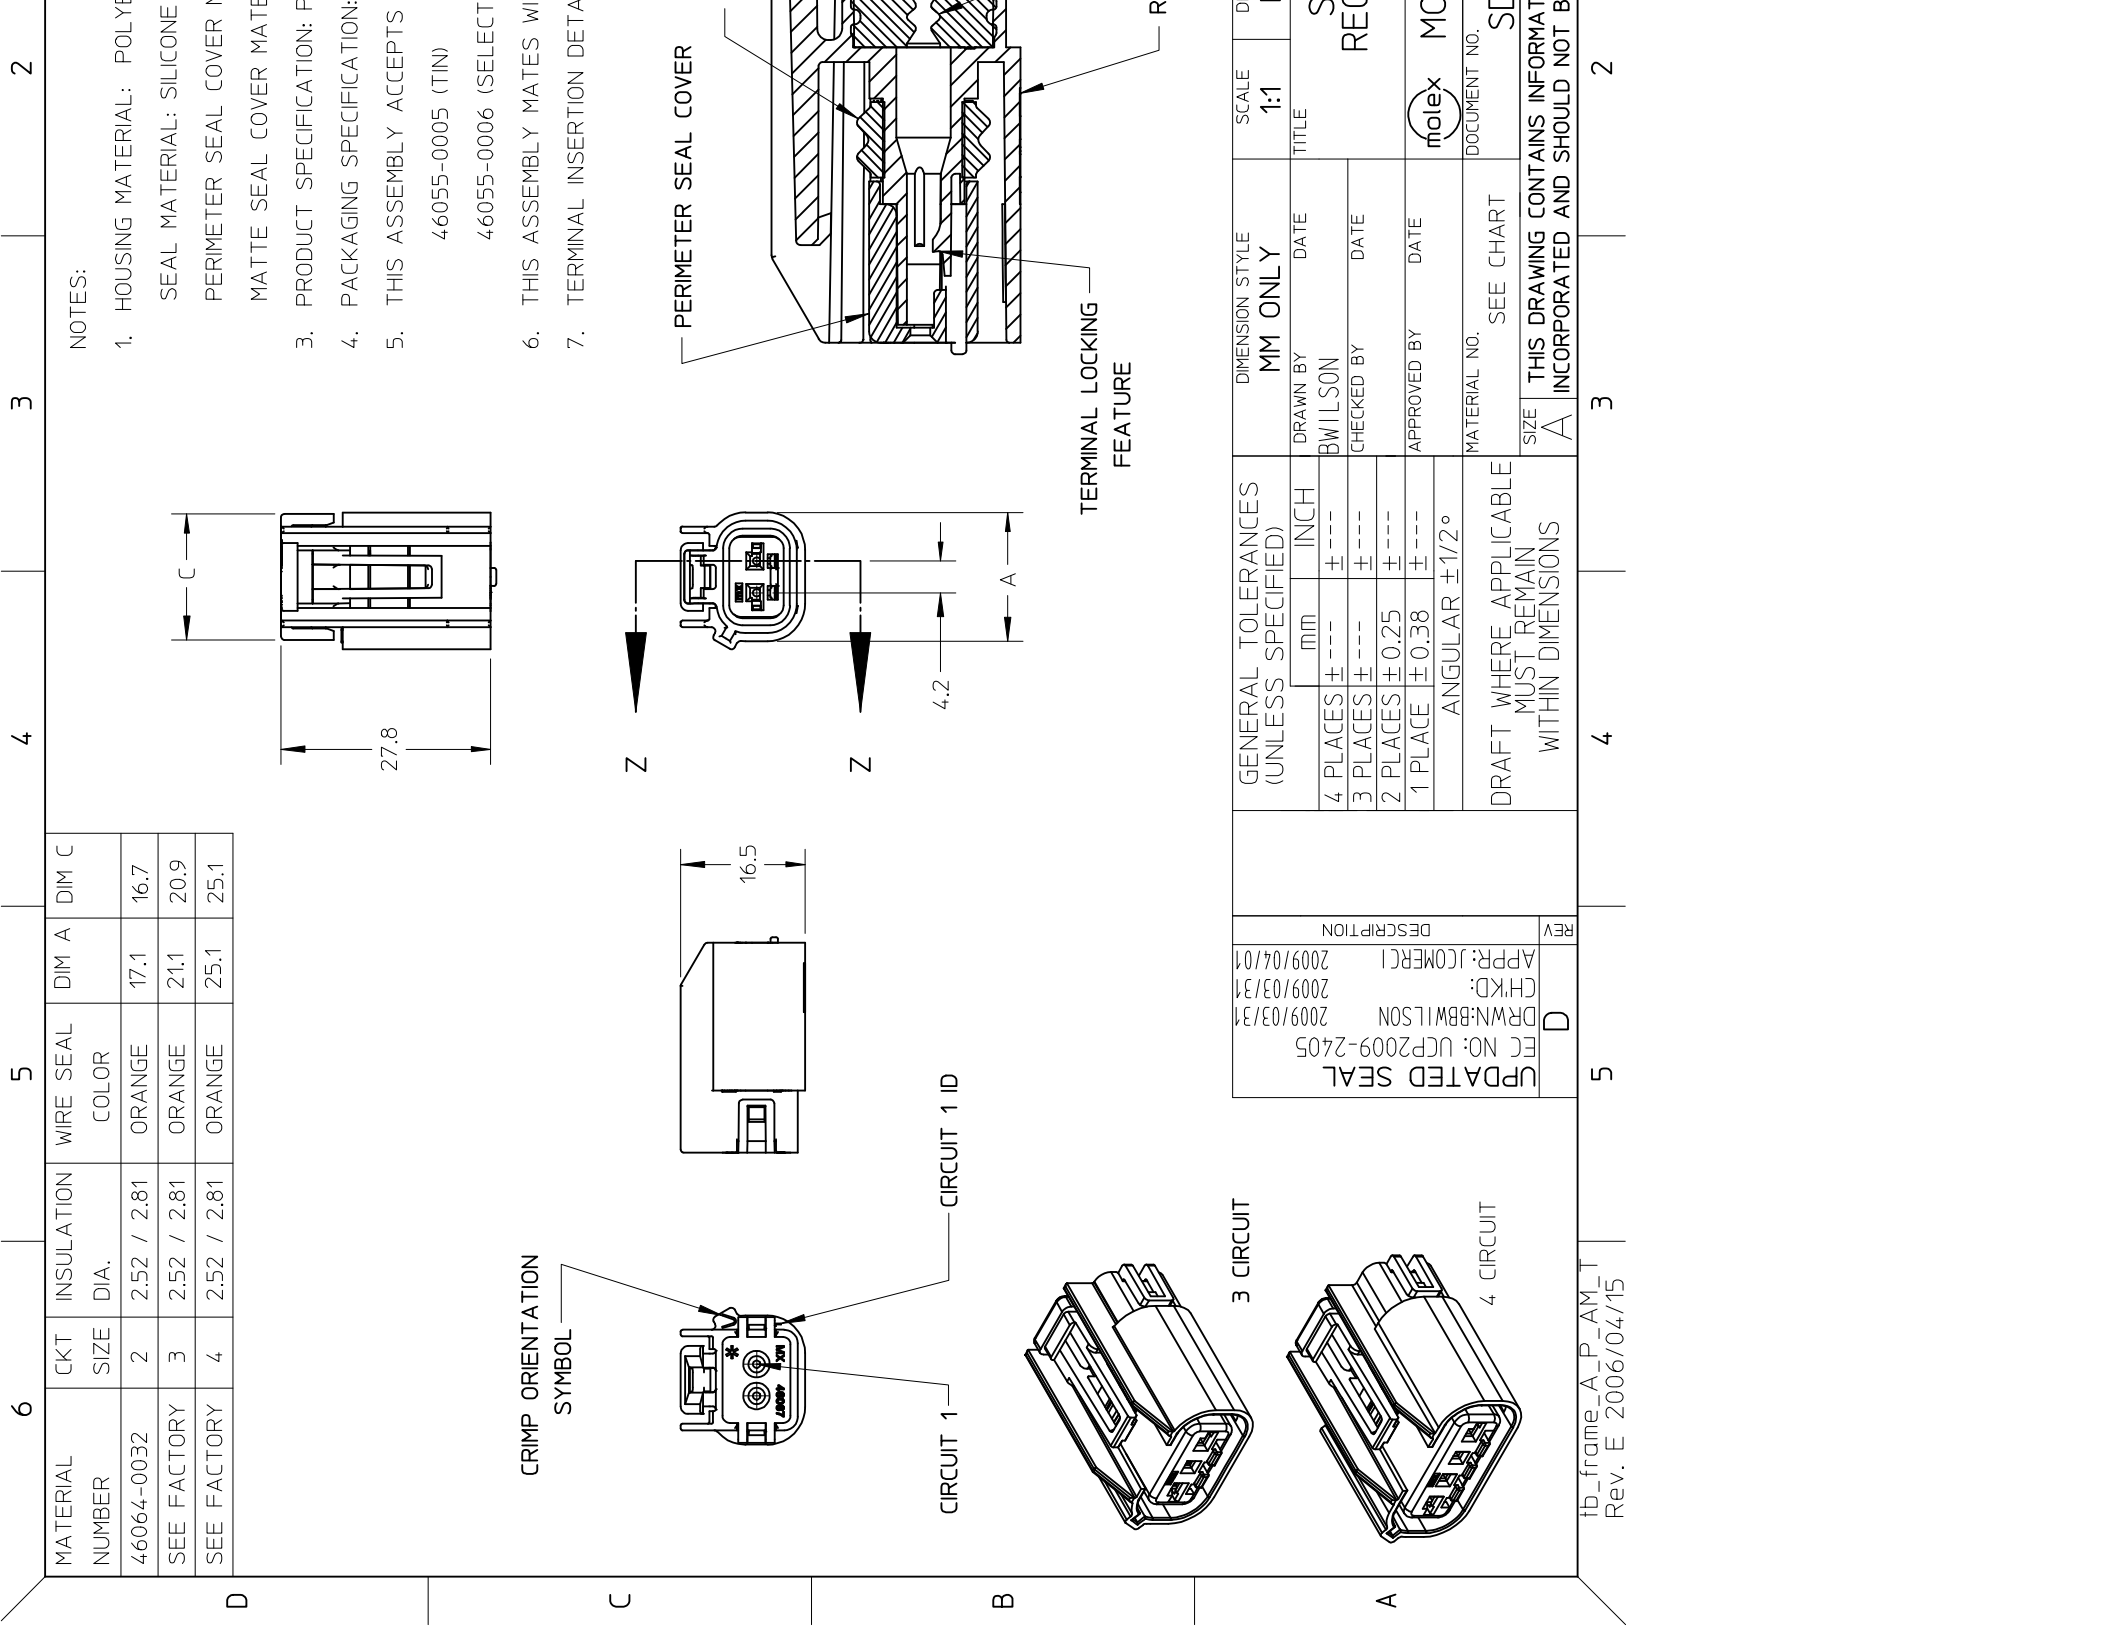 MATERIAL NUMBER CKT SIZE INSULATION DIA. WIRE SEAL COLOR DIM A DIM C
46064-0032 2 2.52 / 2.81 ORANGE 17.1 16.7
SEE FACTORY 3 2.52 / 2.81 ORANGE 21.1 20.9
SEE FACTORY 4 2.52 / 2.81 ORANGE 25.1 25.1
6 5 4 3 2
D
C
B
A
NOTES:
1. HOUSING MATERIAL: POLYE
SEAL MATERIAL: SILICONE
PERIMETER SEAL COVER M
MATTE SEAL COVER MATE
3. PRODUCT SPECIFICATION: P
4. PACKAGING SPECIFICATION:
5. THIS ASSEMBLY ACCEPTS
46055-0005 (TIN)
46055-0006 (SELECT
6. THIS ASSEMBLY MATES WI
7. TERMINAL INSERTION DETA
C
27.8
Z
Z
4.2
A
16.5
PERIMETER SEAL COVER
TERMINAL LOCKING
FEATURE
R
CRIMP ORIENTATION
SYMBOL
CIRCUIT 1
CIRCUIT 1 ID
*
MX
46067
3 CIRCUIT
4 CIRCUIT
UPDATED SEAL
EC NO: UCP2009-2405
DRWN:BBWILSON 2009/03/31
CH'KD: 2009/03/31
APPR:JCOMERCI 2009/04/01
DESCRIPTION
D
REV
GENERAL TOLERANCES
(UNLESS SPECIFIED)
mm INCH
4 PLACES ± --- ± ---
3 PLACES ± --- ± ---
2 PLACES ± 0.25 ± ---
1 PLACE ± 0.38 ± ---
ANGULAR ±1/2°
DRAFT WHERE APPLICABLE
MUST REMAIN
WITHIN DIMENSIONS
DIMENSION STYLE
MM ONLY
SCALE
1:1
D
DRAWN BY DATE
BWILSON
CHECKED BY DATE
APPROVED BY DATE
TITLE
S
REC
molex
MO
MATERIAL NO.
SEE CHART
DOCUMENT NO.
SD
SIZE
A
THIS DRAWING CONTAINS INFORMAT
INCORPORATED AND SHOULD NOT B
6 5 4 3 2
tb_frame_A_P_AM_T
Rev. E 2006/04/15